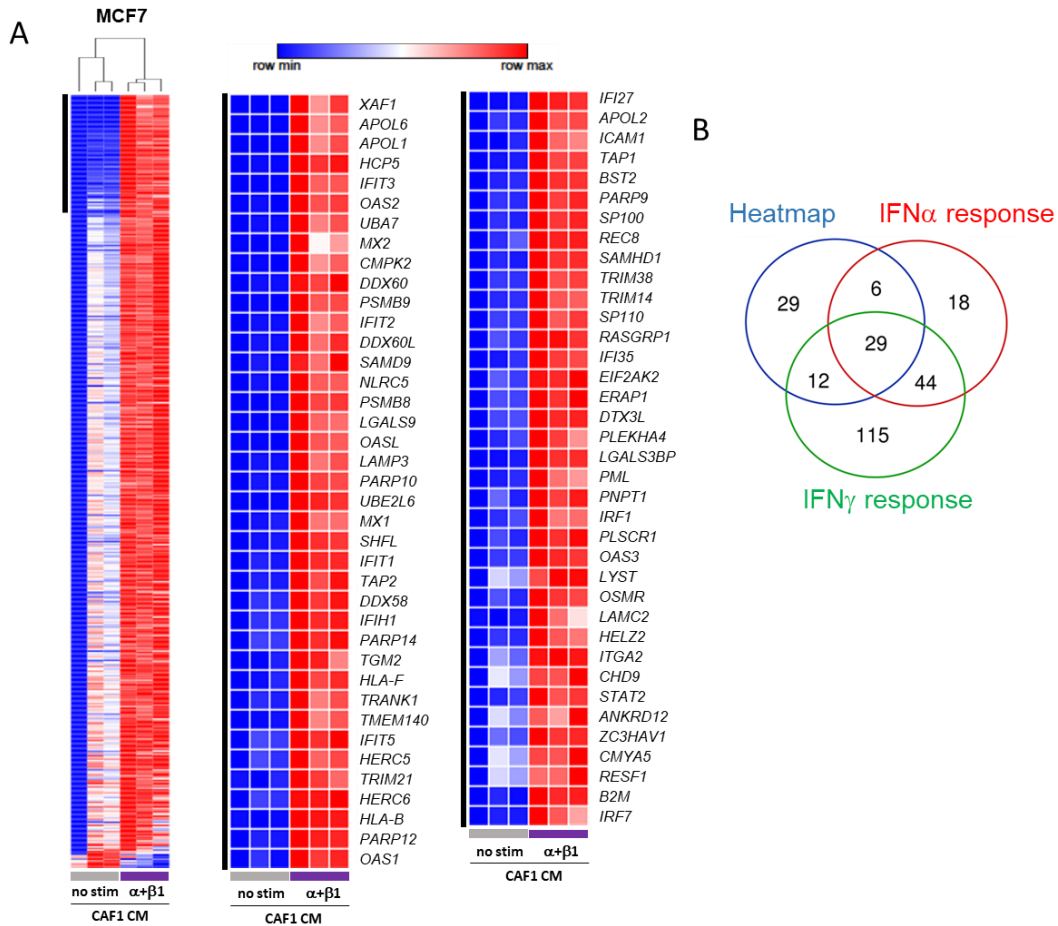 A
MCF7
row min
row max
XAF1
APOL6
APOL1
HCP5
IFIT3
OAS2
UBA7
MX2
CMPK2
DDX60
PSMB9
IFIT2
DDX60L
SAMD9
NLRC5
PSMB8
LGALS9
OASL
LAMP3
PARP10
UBE2L6
MX1
SHFL
IFIT1
TAP2
DDX58
IFIH1
PARP14
TGM2
HLA-F
TRANK1
TMEM140
IFIT5
HERC5
TRIM21
HERC6
HLA-B
PARP12
OAS1
IFI27
APOL2
ICAM1
TAP1
BST2
PARP9
SP100
REC8
SAMHD1
TRIM38
TRIM14
SP110
RASGRP1
IFI35
EIF2AK2
ERAP1
DTX3L
PLEKHA4
LGALS3BP
PML
PNPT1
IRF1
PLSCR1
OAS3
LYST
OSMR
LAMC2
HELZ2
ITGA2
CHD9
STAT2
ANKRD12
ZC3HAV1
CMYA5
RESF1
B2M
IRF7
no stim α+β1
CAF1 CM
no stim α+β1
CAF1 CM
no stim α+β1
CAF1 CM
B
Heatmap IFNα response
29 6 18
29
12 44
115
IFNγ response